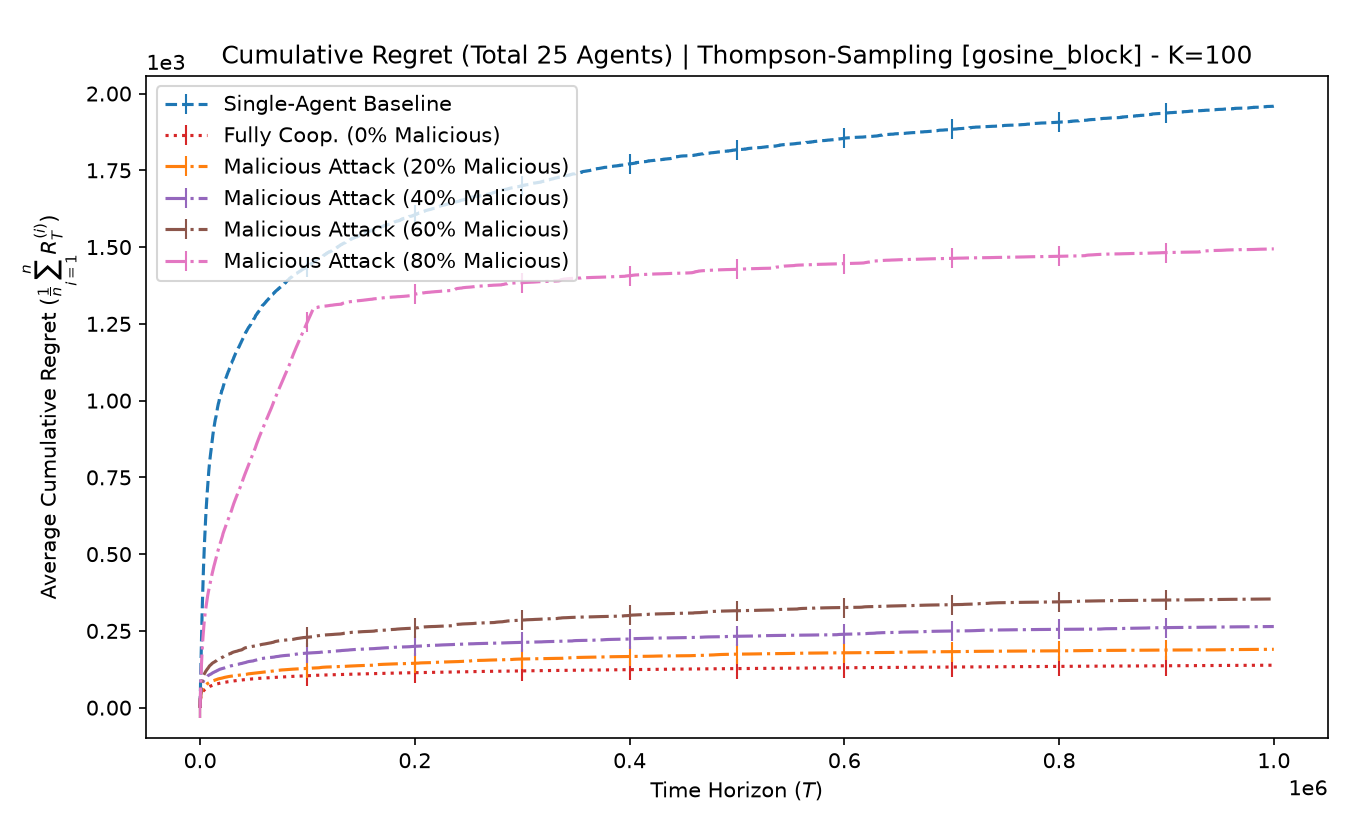 Cumulative Regret (Total 25 Agents) | Thompson-Sampling [gosine_block] - K=100
1e3
2.00
1.75
1.50
1.25
1.00
0.75
0.50
0.25
0.00
Average Cumulative Regret ($\frac{1}{n}\sum_{i=1}^{n} R_T^{(i)}$)
Single-Agent Baseline
Fully Coop. (0% Malicious)
Malicious Attack (20% Malicious)
Malicious Attack (40% Malicious)
Malicious Attack (60% Malicious)
Malicious Attack (80% Malicious)
0.0 0.2 0.4 0.6 0.8 1.0
1e6
Time Horizon (T)